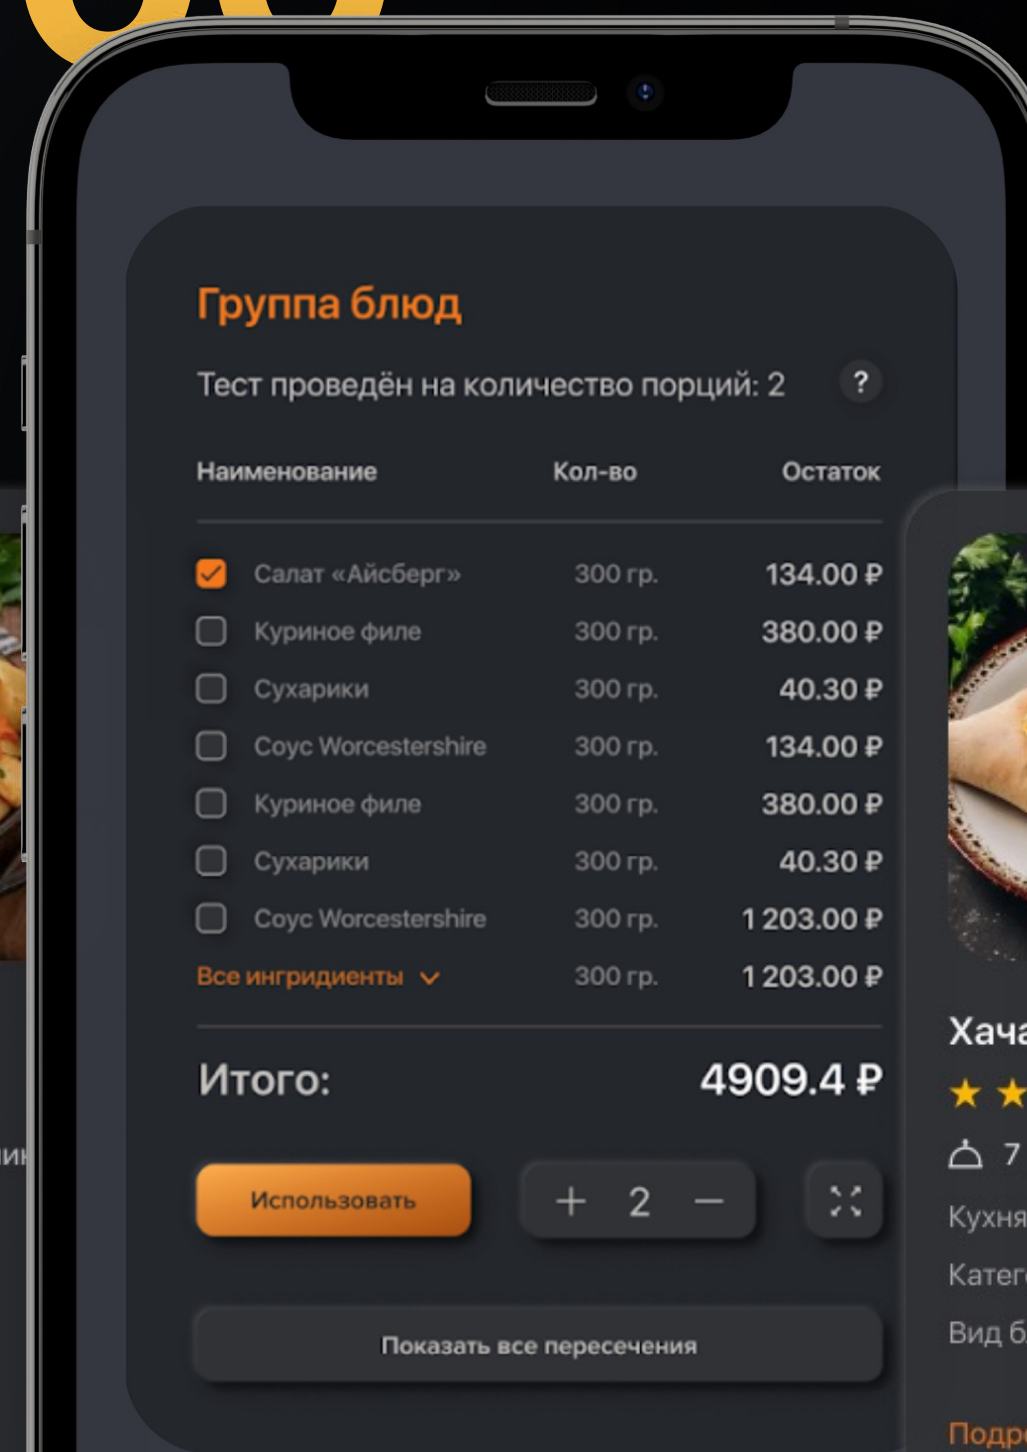 Группа блюд
Тест проведён на количество порций: 2 ?
Наименование Кол-во Остаток
Салат «Айсберг» 300 гр. 134.00 ₽
Куриное филе 300 гр. 380.00 ₽
Сухарики 300 гр. 40.30 ₽
Соус Worcestershire 300 гр. 134.00 ₽
Куриное филе 300 гр. 380.00 ₽
Сухарики 300 гр. 40.30 ₽
Соус Worcestershire 300 гр. 1 203.00 ₽
Все ингридиенты 300 гр. 1 203.00 ₽
Итого: 4909.4 ₽
Использовать + 2 −
Показать все пересечения
7
Кухня